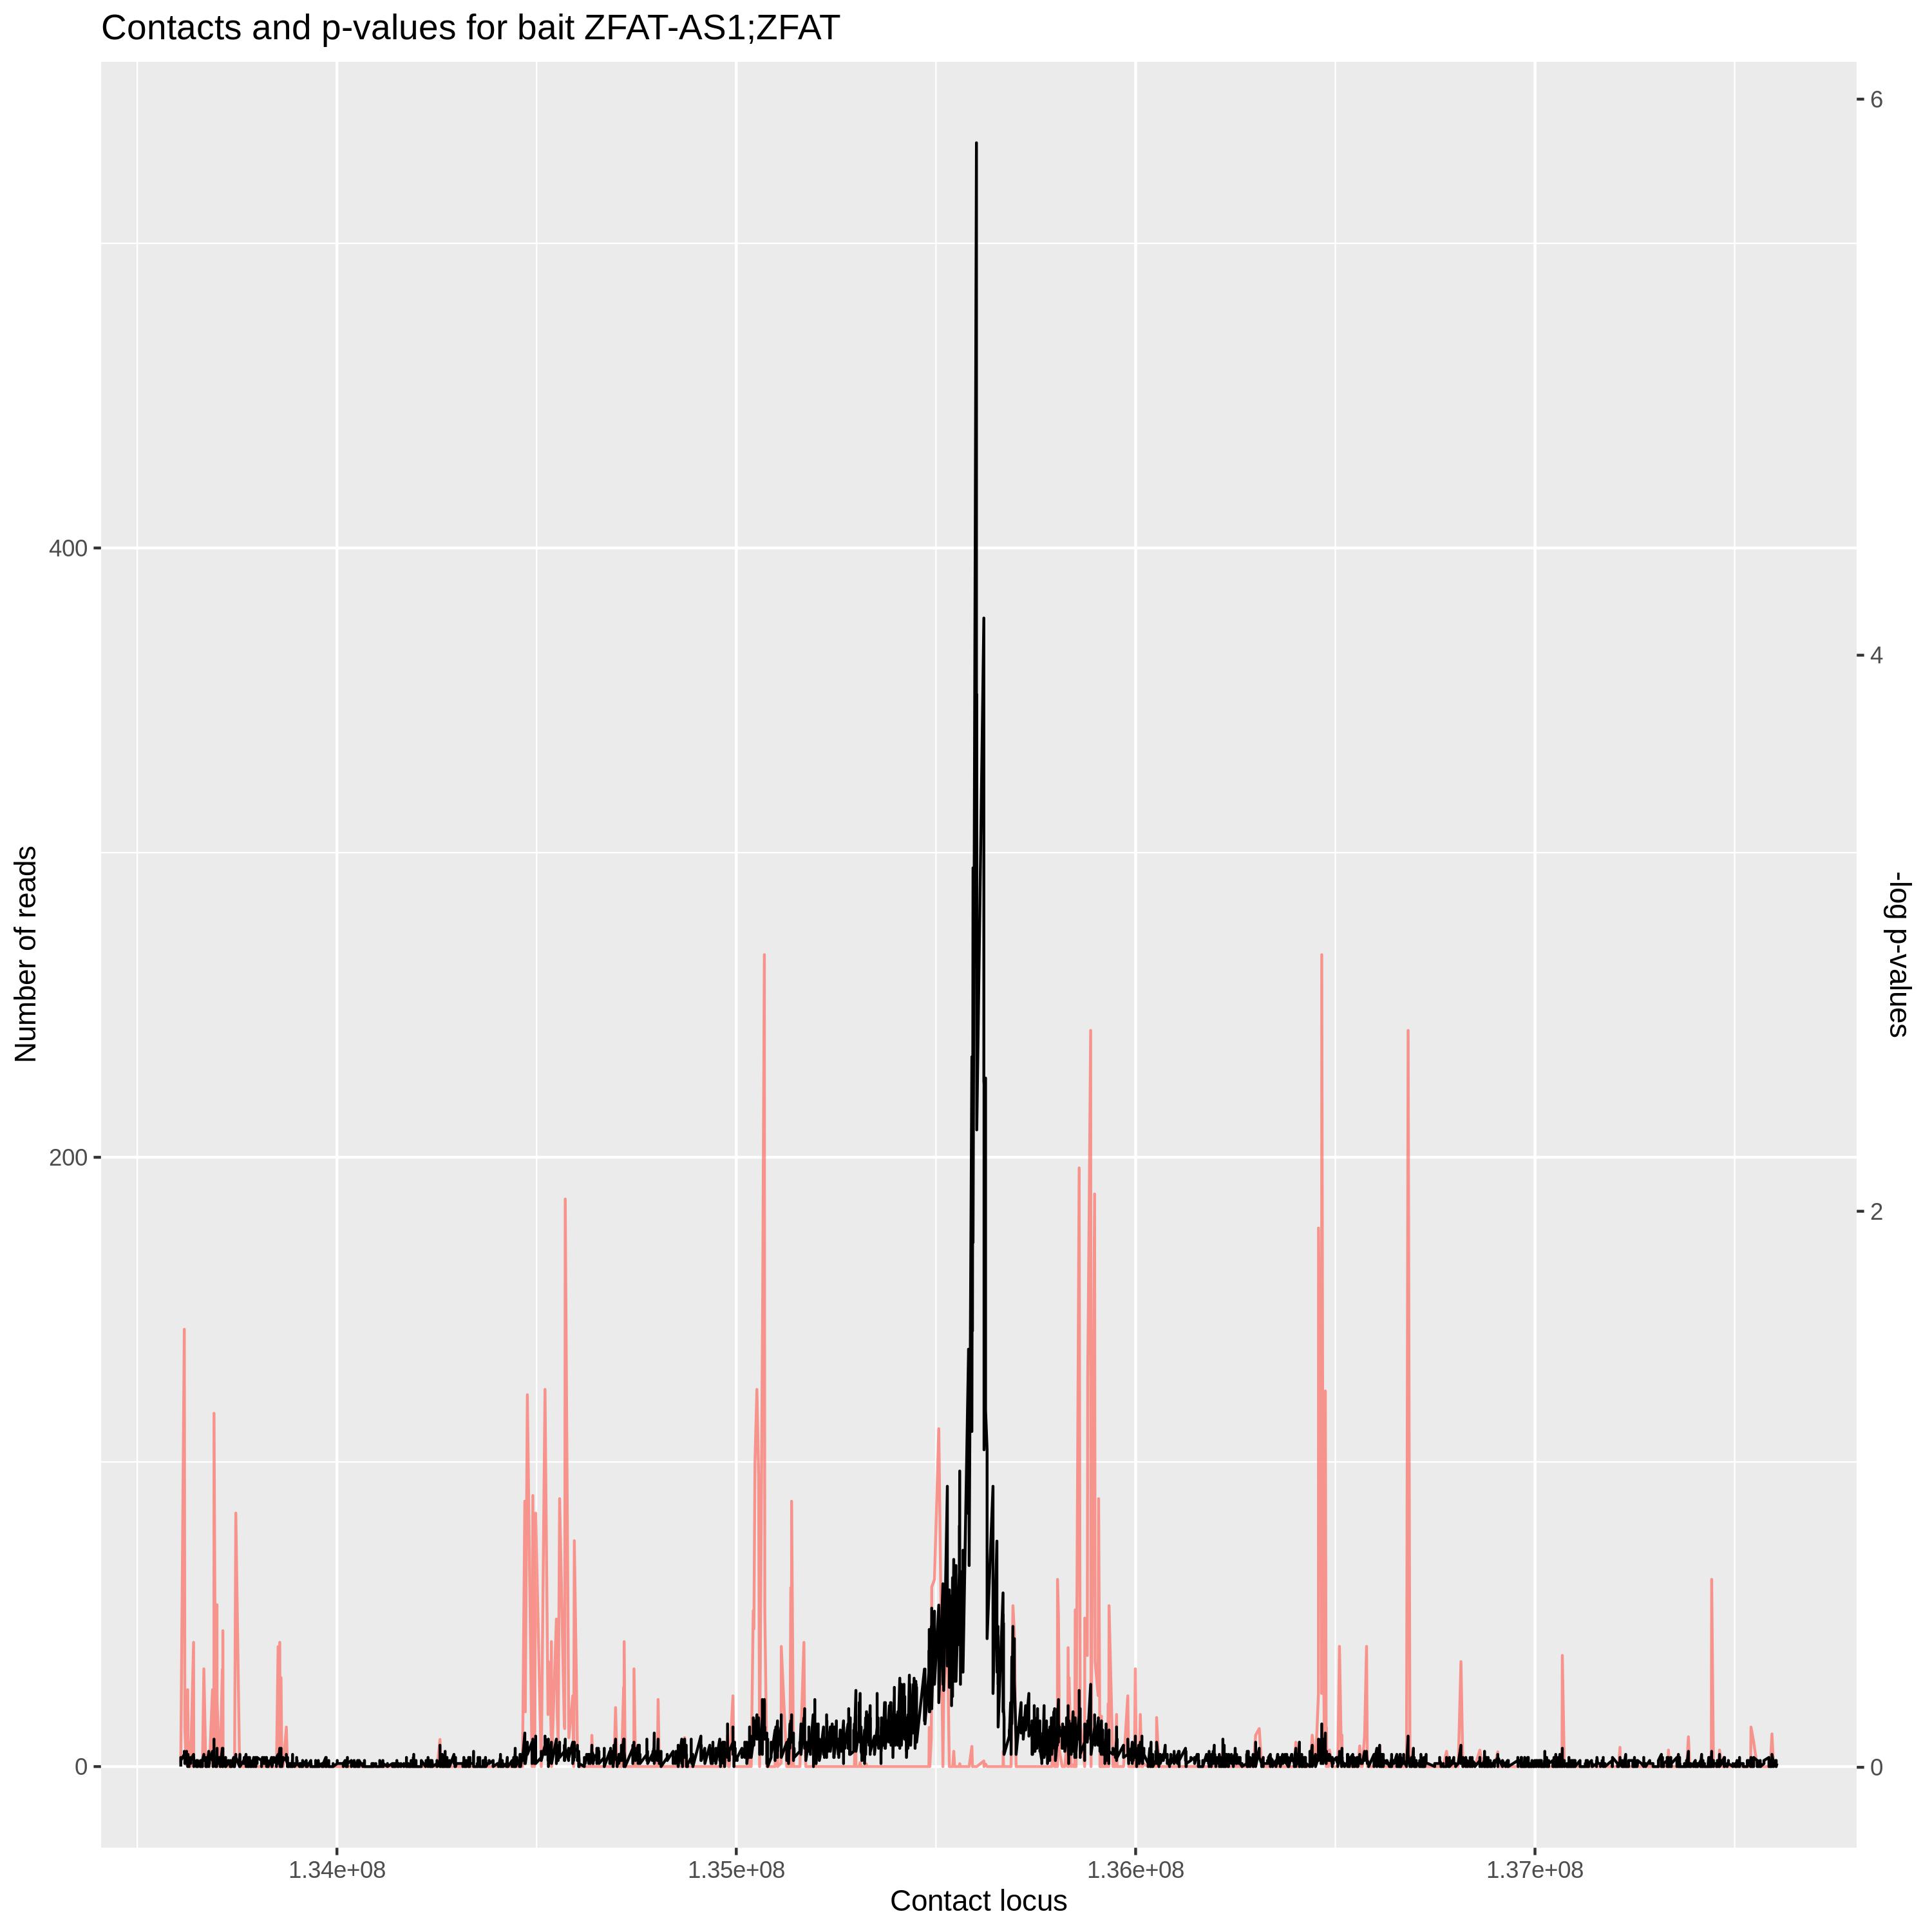 Contacts and p-values for bait ZFAT-AS1;ZFAT
6
400
4
Number of reads
-log p-values
200
2
0
0
1.34e+08
1.35e+08
1.36e+08
1.37e+08
Contact locus